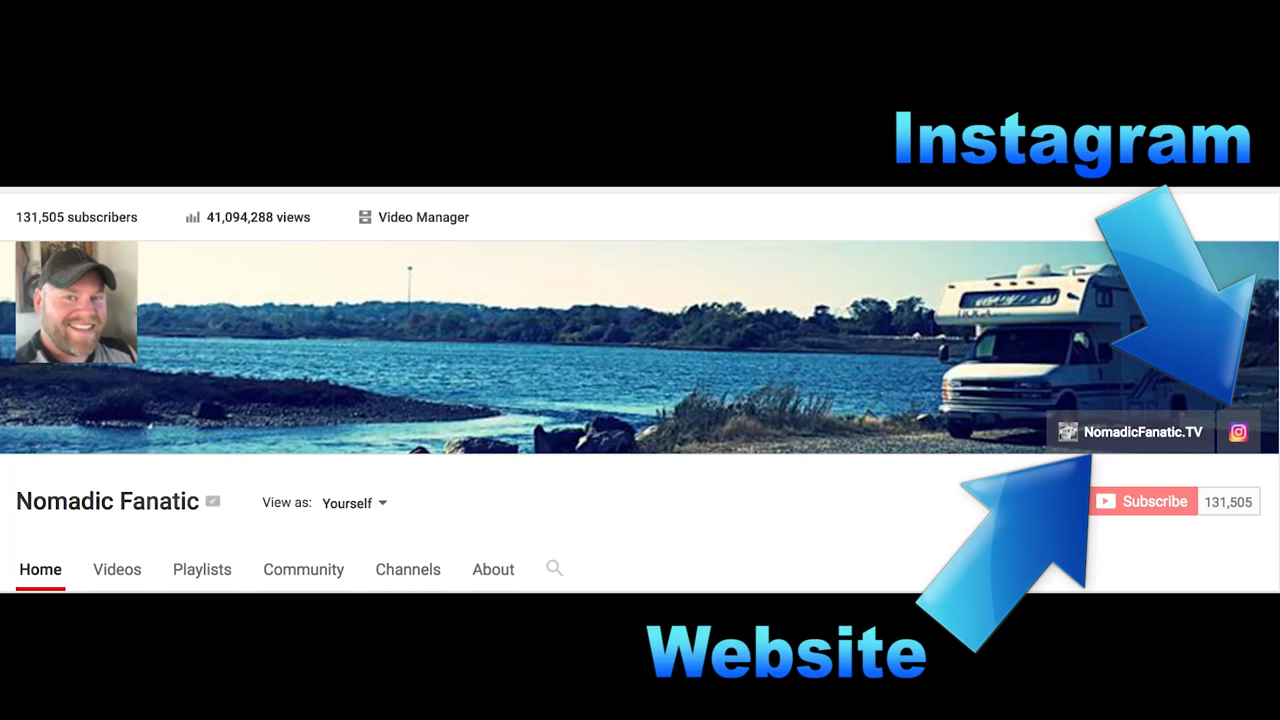 Instagram
131,505 subscribers
41,094,288 views
Video Manager
NomadicFanatic.TV
Nomadic Fanatic
View as: Yourself
Subscribe 131,505
Home Videos Playlists Community Channels About
Website